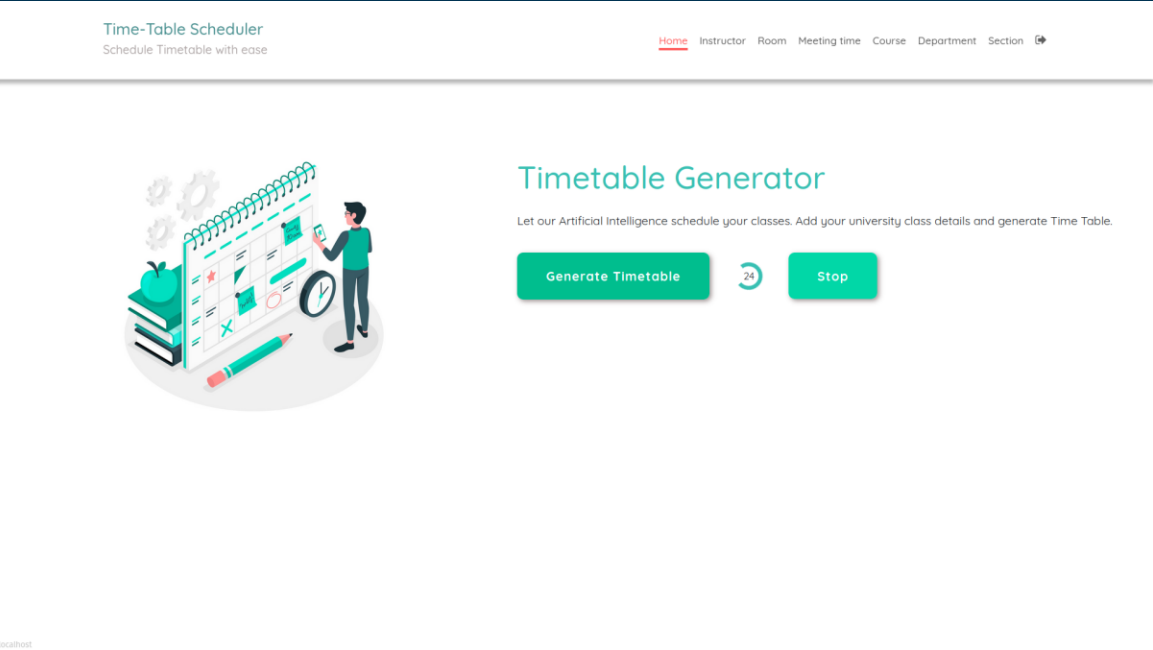 Time-Table Scheduler
Schedule Timetable with ease
Home Instructor Room Meeting time Course Department Section
Timetable Generator
Let our Artificial Intelligence schedule your classes. Add your university class details and generate Time Table.
Generate Timetable 24 Stop